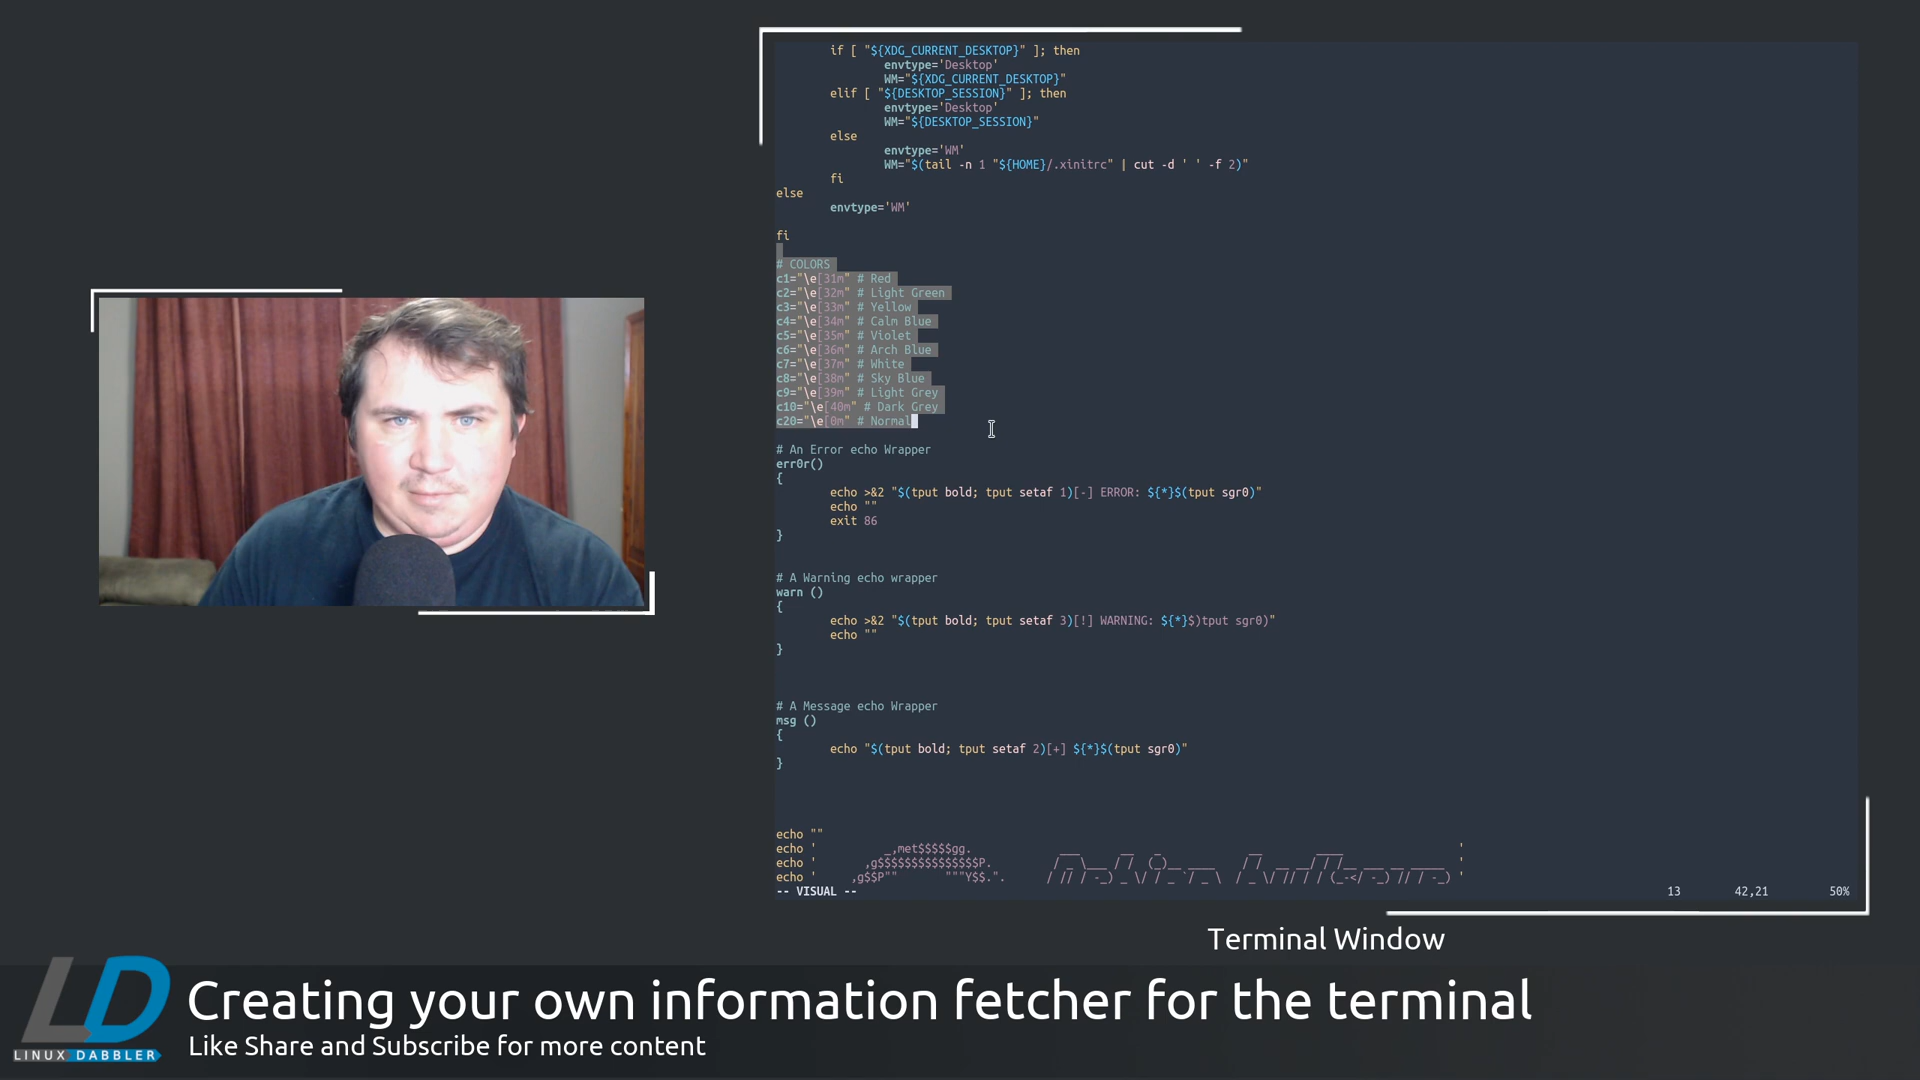 if [ "${XDG_CURRENT_DESKTOP}" ]; then
envtype='Desktop'
WM="${XDG_CURRENT_DESKTOP}"
elif [ "${DESKTOP_SESSION}" ]; then
envtype='Desktop'
WM="${DESKTOP_SESSION}"
else
envtype='WM'
WM="$(tail -n 1 "${HOME}/.xinitrc" | cut -d ' ' -f 2)"
fi
else
envtype='WM'
fi
# COLORS
c1="\e[31m" # Red
c2="\e[32m" # Light Green
c3="\e[33m" # Yellow
c4="\e[34m" # Calm Blue
c5="\e[35m" # Violet
c6="\e[36m" # Arch Blue
c7="\e[37m" # White
c8="\e[38m" # Sky Blue
c9="\e[39m" # Light Grey
c10="\e[40m" # Dark Grey
c20="\e[0m" # Normal
# An Error echo Wrapper
err0r()
{
echo >&2 "$(tput bold; tput setaf 1)[-] ERROR: ${*}$(tput sgr0)"
echo ""
exit 86
}
# A Warning echo wrapper
warn ()
{
echo >&2 "$(tput bold; tput setaf 3)[!] WARNING: ${*}$)tput sgr0)"
echo ""
}
# A Message echo Wrapper
msg ()
{
echo "$(tput bold; tput setaf 2)[+] ${*}$(tput sgr0)"
}
echo ""
echo ' _,met$$$$$gg. '
echo ' ,g$$$$$$$$$$$$$$$P. '
echo ' ,g$$P"" """Y$$.". '
-- VISUAL -- 13 42,21 50%
Terminal Window
LD
LINUX DABBLER
Creating your own information fetcher for the terminal
Like Share and Subscribe for more content